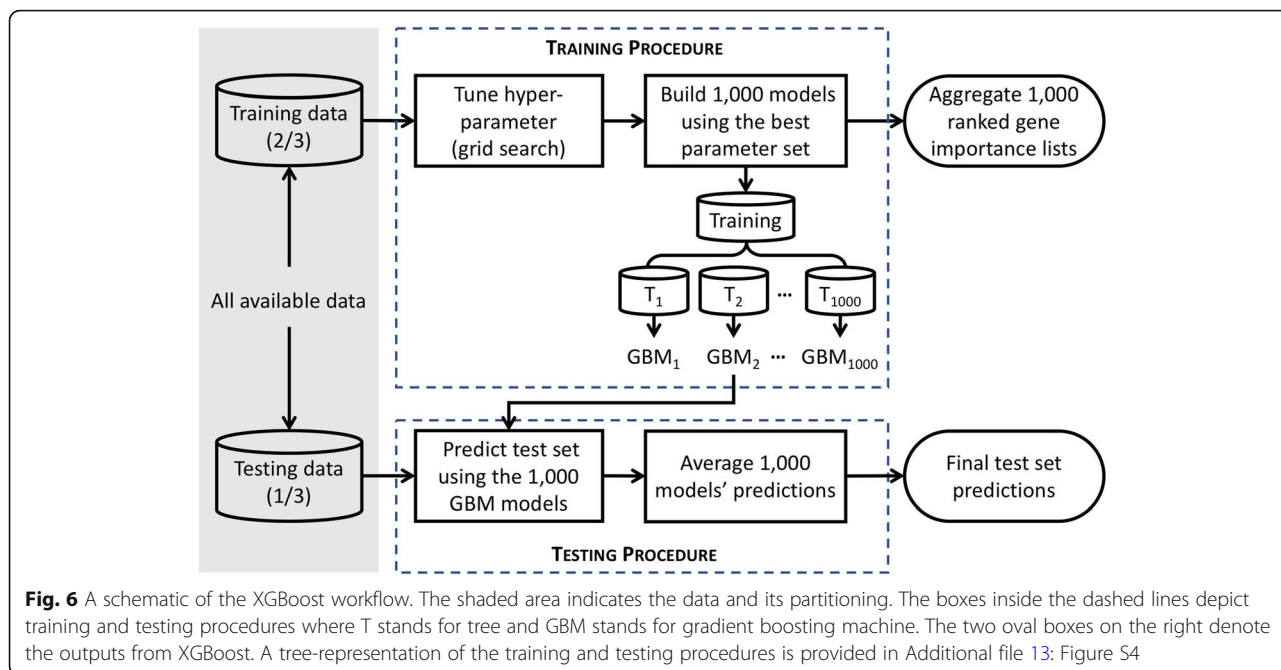 TRAINING PROCEDURE
Training data
(2/3)
Tune hyper-
parameter
(grid search)
Build 1,000 models
using the best
parameter set
Aggregate 1,000
ranked gene
importance lists
Training
T1 T2 ··· T1000
GBM1 GBM2 ··· GBM1000
All available data
Testing data
(1/3)
Predict test set
using the 1,000
GBM models
Average 1,000
models’ predictions
Final test set
predictions
TESTING PROCEDURE
Fig. 6 A schematic of the XGBoost workflow. The shaded area indicates the data and its partitioning. The boxes inside the dashed lines depict
training and testing procedures where T stands for tree and GBM stands for gradient boosting machine. The two oval boxes on the right denote
the outputs from XGBoost. A tree-representation of the training and testing procedures is provided in Additional file 13: Figure S4